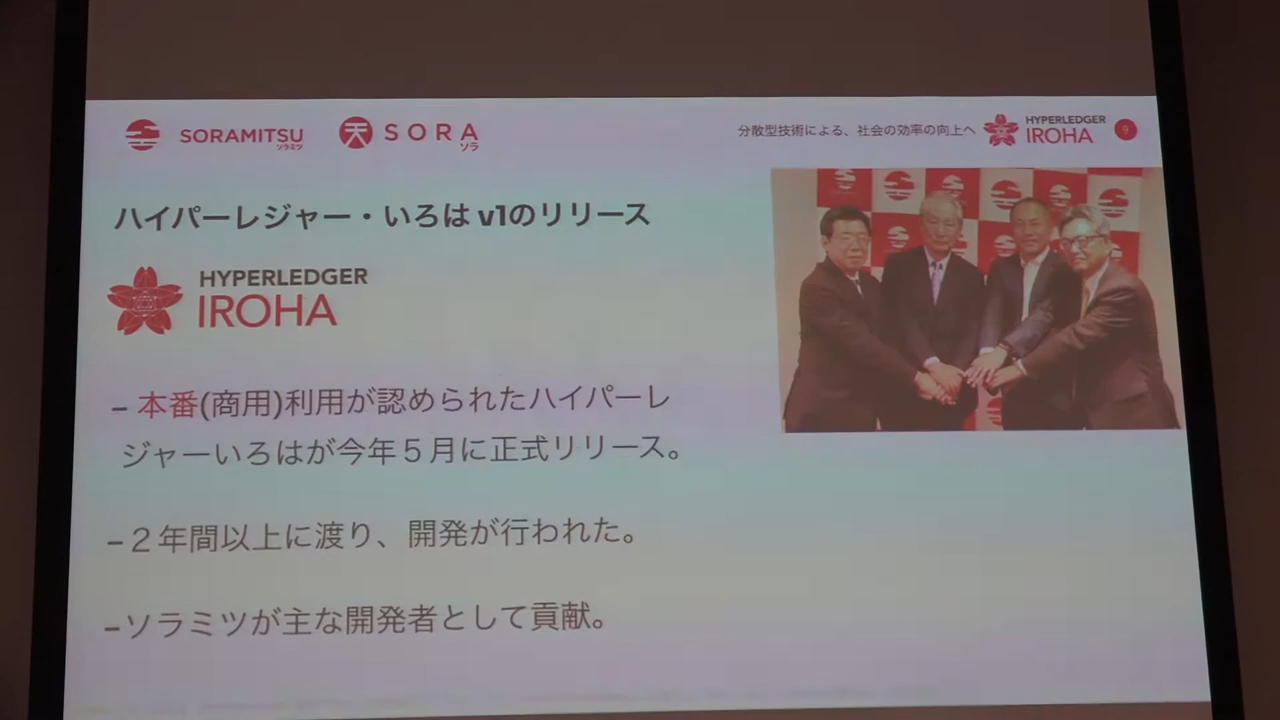 SORAMITSU
ソラミツ
天 SORA
ソラ
分散型技術による、社会の効率の向上へ
HYPERLEDGER
IROHA
9
ハイパーレジャー・いろは v1のリリース
HYPERLEDGER
IROHA
– 本番(商用)利用が認められたハイパーレ
ジャーいろはが今年５月に正式リリース。
–２年間以上に渡り、開発が行われた。
–ソラミツが主な開発者として貢献。